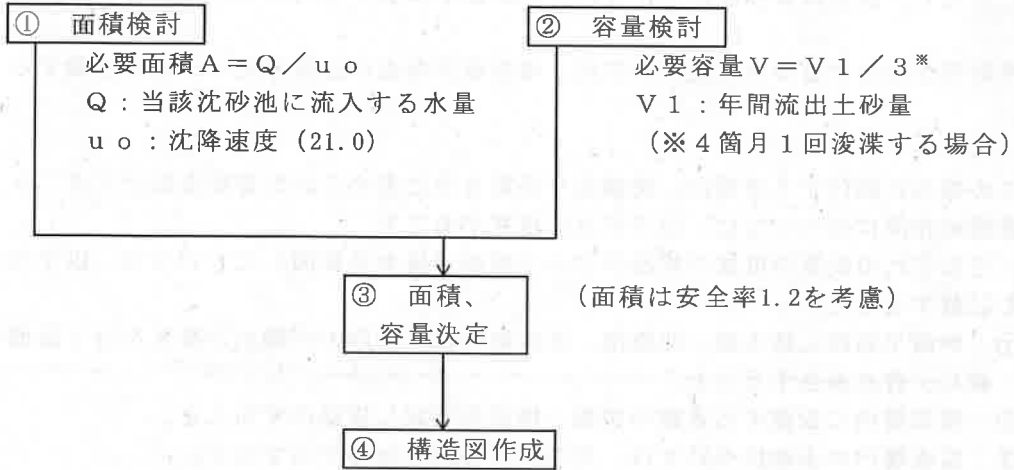 ① 面積検討
必要面積A=Q/uo
Q:当該沈砂池に流入する水量
uo:沈降速度(21.0)
② 容量検討
必要容量V=V1/3※
V1:年間流出土砂量
(※4箇月1回浚渫する場合)
③ 面積、
容量決定
(面積は安全率1.2を考慮)
④ 構造図作成